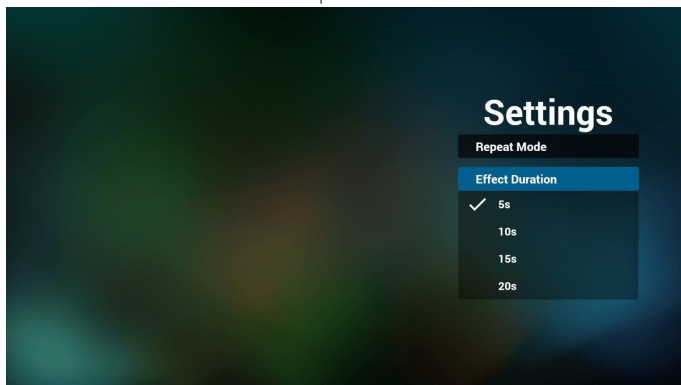 Settings
Repeat Mode
Effect Duration
5s
10s
15s
20s